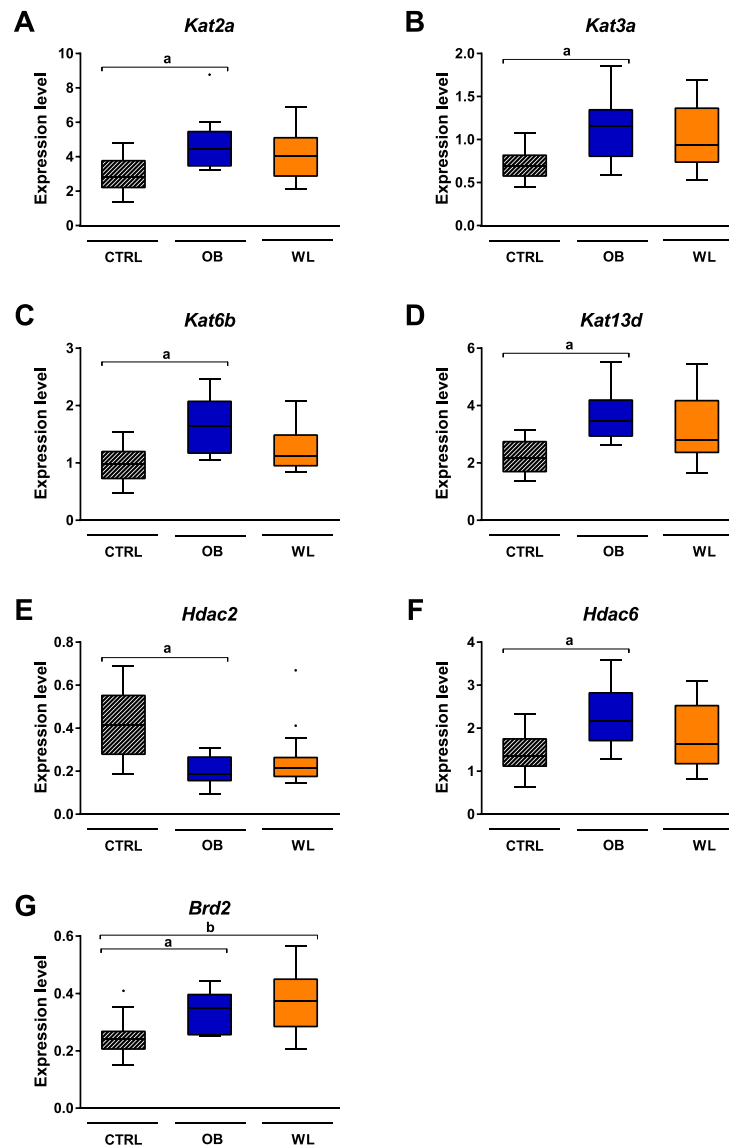 A
Kat2a
a
Expression level
10
8
6
4
2
0
CTRL
OB
WL
B
Kat3a
a
Expression level
2.0
1.5
1.0
0.5
0.0
CTRL
OB
WL
C
Kat6b
a
Expression level
3
2
1
0
CTRL
OB
WL
D
Kat13d
a
Expression level
6
4
2
0
CTRL
OB
WL
E
Hdac2
a
Expression level
0.8
0.6
0.4
0.2
0.0
CTRL
OB
WL
F
Hdac6
a
Expression level
4
3
2
1
0
CTRL
OB
WL
G
Brd2
b
a
Expression level
0.6
0.4
0.2
0.0
CTRL
OB
WL